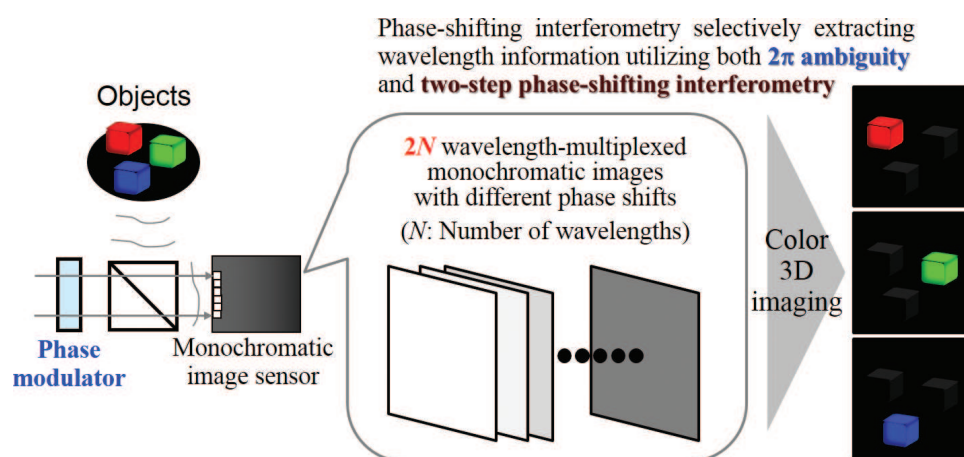 Phase-shifting interferometry selectively extracting
wavelength information utilizing both 2π ambiguity
and two-step phase-shifting interferometry
Objects
2N wavelength-multiplexed
monochromatic images
with different phase shifts
(N: Number of wavelengths)
Color
3D
imaging
Phase
modulator
Monochromatic
image sensor